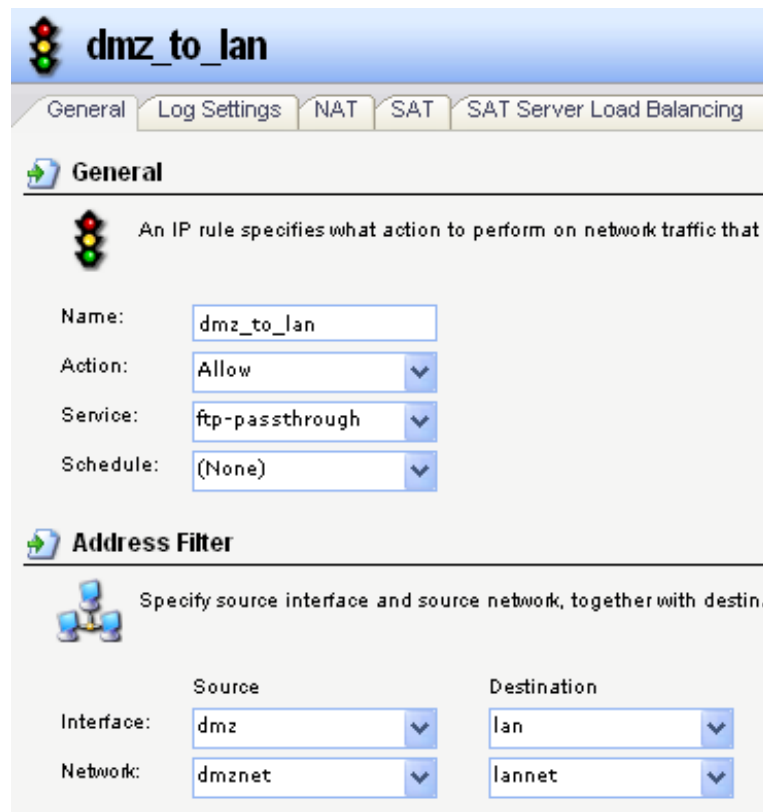 dmz_to_lan
General Log Settings NAT SAT SAT Server Load Balancing
General
An IP rule specifies what action to perform on network traffic that
Name: dmz_to_lan
Action: Allow
Service: ftp-passthrough
Schedule: (None)
Address Filter
Specify source interface and source network, together with destin.
Source Destination
Interface: dmz lan
Network: dmznet lannet